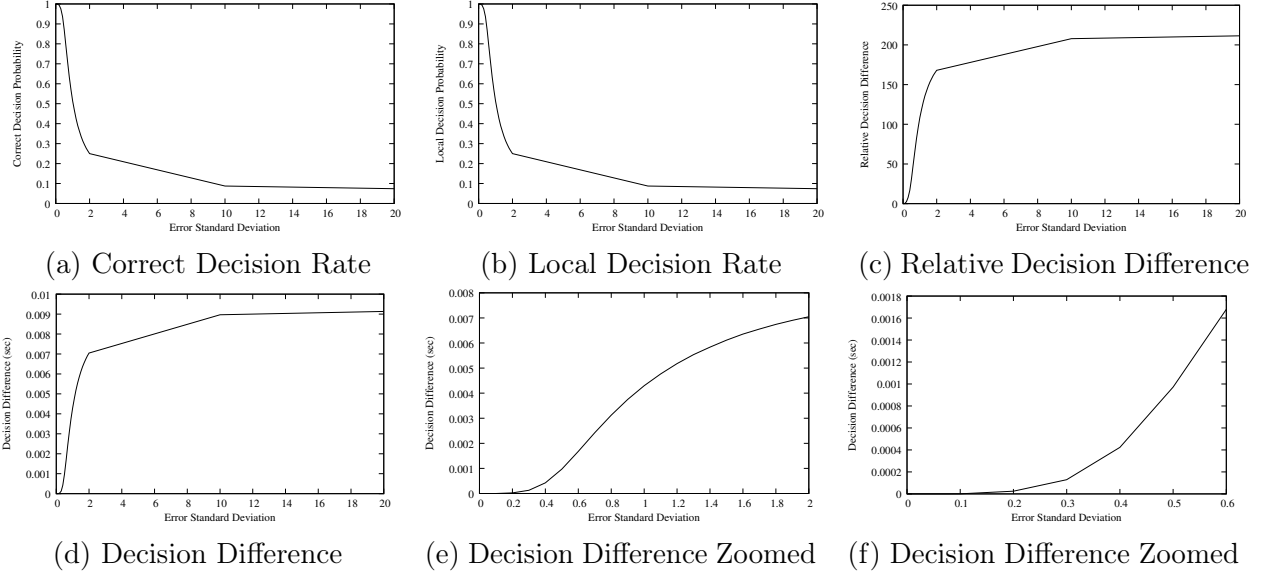 1
0.9
0.8
0.7
0.6
0.5
0.4
0.3
0.2
0.1
0
Correct Decision Probability
0 2 4 6 8 10 12 14 16 18 20
Error Standard Deviation
(a) Correct Decision Rate
1
0.9
0.8
0.7
0.6
0.5
0.4
0.3
0.2
0.1
0
Local Decision Probability
0 2 4 6 8 10 12 14 16 18 20
Error Standard Deviation
(b) Local Decision Rate
250
200
150
100
50
0
Relative Decision Difference
0 2 4 6 8 10 12 14 16 18 20
Error Standard Deviation
(c) Relative Decision Difference
0.01
0.009
0.008
0.007
0.006
0.005
0.004
0.003
0.002
0.001
0
Decision Difference (sec)
0 2 4 6 8 10 12 14 16 18 20
Error Standard Deviation
(d) Decision Difference
0.008
0.007
0.006
0.005
0.004
0.003
0.002
0.001
0
Decision Difference (sec)
0 0.2 0.4 0.6 0.8 1 1.2 1.4 1.6 1.8 2
Error Standard Deviation
(e) Decision Difference Zoomed
0.0018
0.0016
0.0014
0.0012
0.001
0.0008
0.0006
0.0004
0.0002
0
Decision Difference (sec)
0 0.1 0.2 0.3 0.4 0.5 0.6
Error Standard Deviation
(f) Decision Difference Zoomed